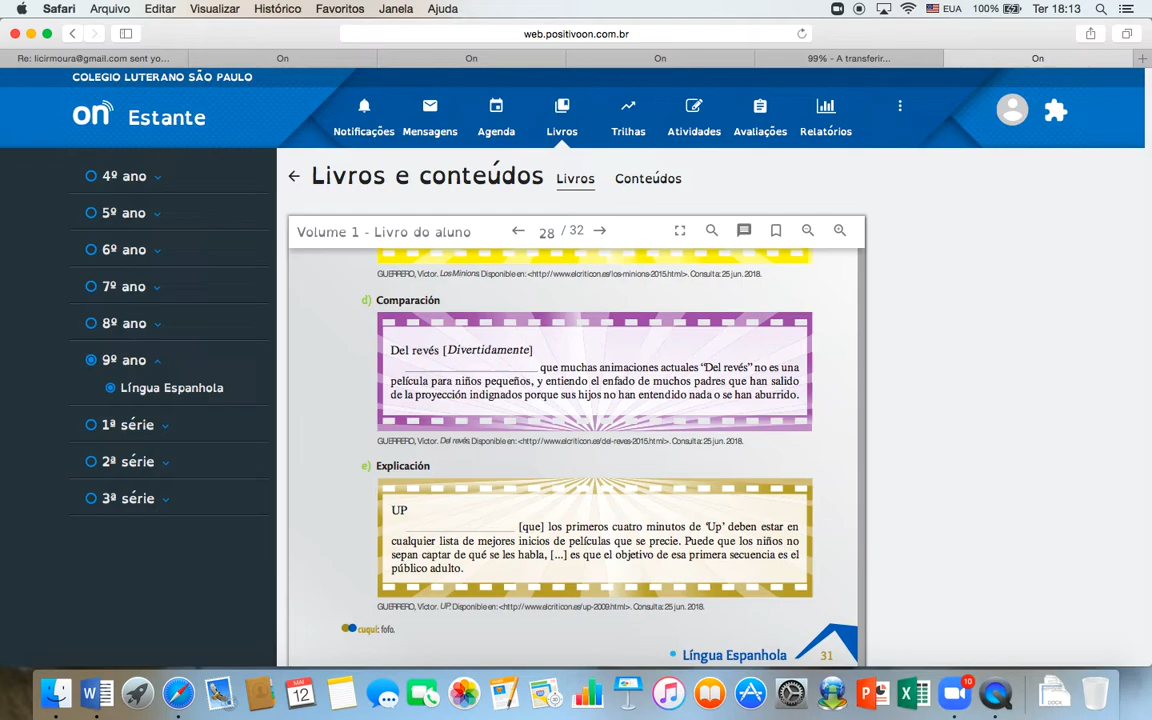 Safari Arquivo Editar Visualizar Histórico Favoritos Janela Ajuda EUA 100% Ter 18:13
web.positivoon.com.br
Re: licirmoura@gmail.com sent yo... On On On 99% - A transferir... On
COLEGIO LUTERANO SÃO PAULO
on Estante
Notificações Mensagens Agenda Livros Trilhas Atividades Avaliações Relatórios
4º ano
5º ano
6º ano
7º ano
8º ano
9º ano
Língua Espanhola
1ª série
2ª série
3ª série
Livros e conteúdos Livros Conteúdos
Volume 1 - Livro do aluno 28 / 32
GUERRERO, Victor. Los Minions. Disponible en: <http://www.elcriticon.es/los-minions-2015.html>. Consulta: 25 jun. 2018.
d) Comparación
Del revés [Divertidamente]
____________________ que muchas animaciones actuales “Del revés” no es una
película para niños pequeños, y entiendo el enfado de muchos padres que han salido
de la proyección indignados porque sus hijos no han entendido nada o se han aburrido.
GUERRERO, Victor. Del revés. Disponible en: <http://www.elcriticon.es/del-reves-2015.html>. Consulta: 25 jun. 2018.
e) Explicación
UP
________________ [que] los primeros cuatro minutos de ‘Up’ deben estar en
cualquier lista de mejores inicios de películas que se precie. Puede que los niños no
sepan captar de qué se les habla, [...] es que el objetivo de esa primera secuencia es el
público adulto.
GUERRERO, Victor. UP. Disponible en: <http://www.elcriticon.es/up-2009.html>. Consulta: 25 jun. 2018.
cuqui: fofo.
Língua Espanhola 31
MAI
12
10
DOCX